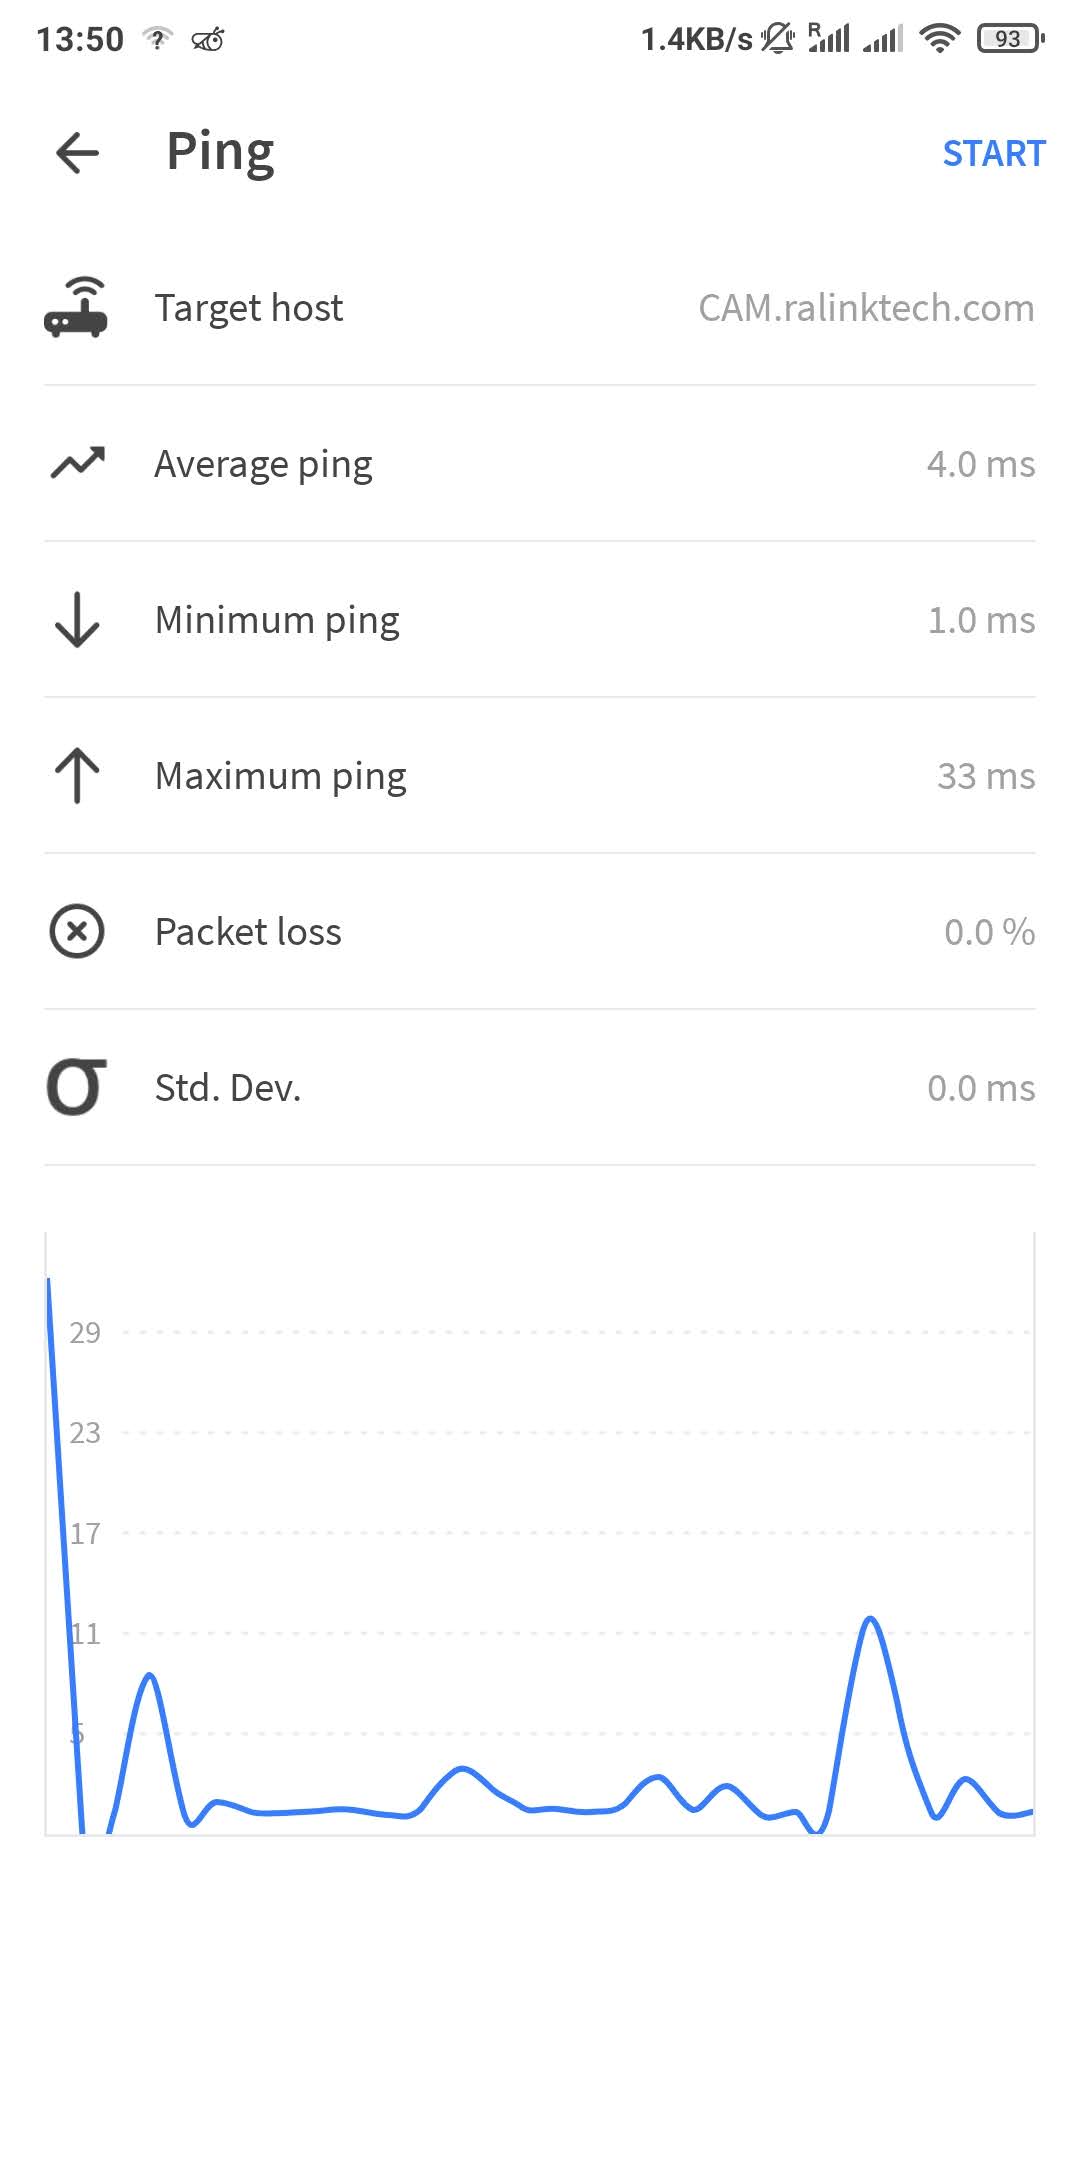 13:50 1.4KB/s R 93
Ping START
Target host CAM.ralinktech.com
Average ping 4.0 ms
Minimum ping 1.0 ms
Maximum ping 33 ms
Packet loss 0.0 %
σ Std. Dev. 0.0 ms
29
23
17
11
5